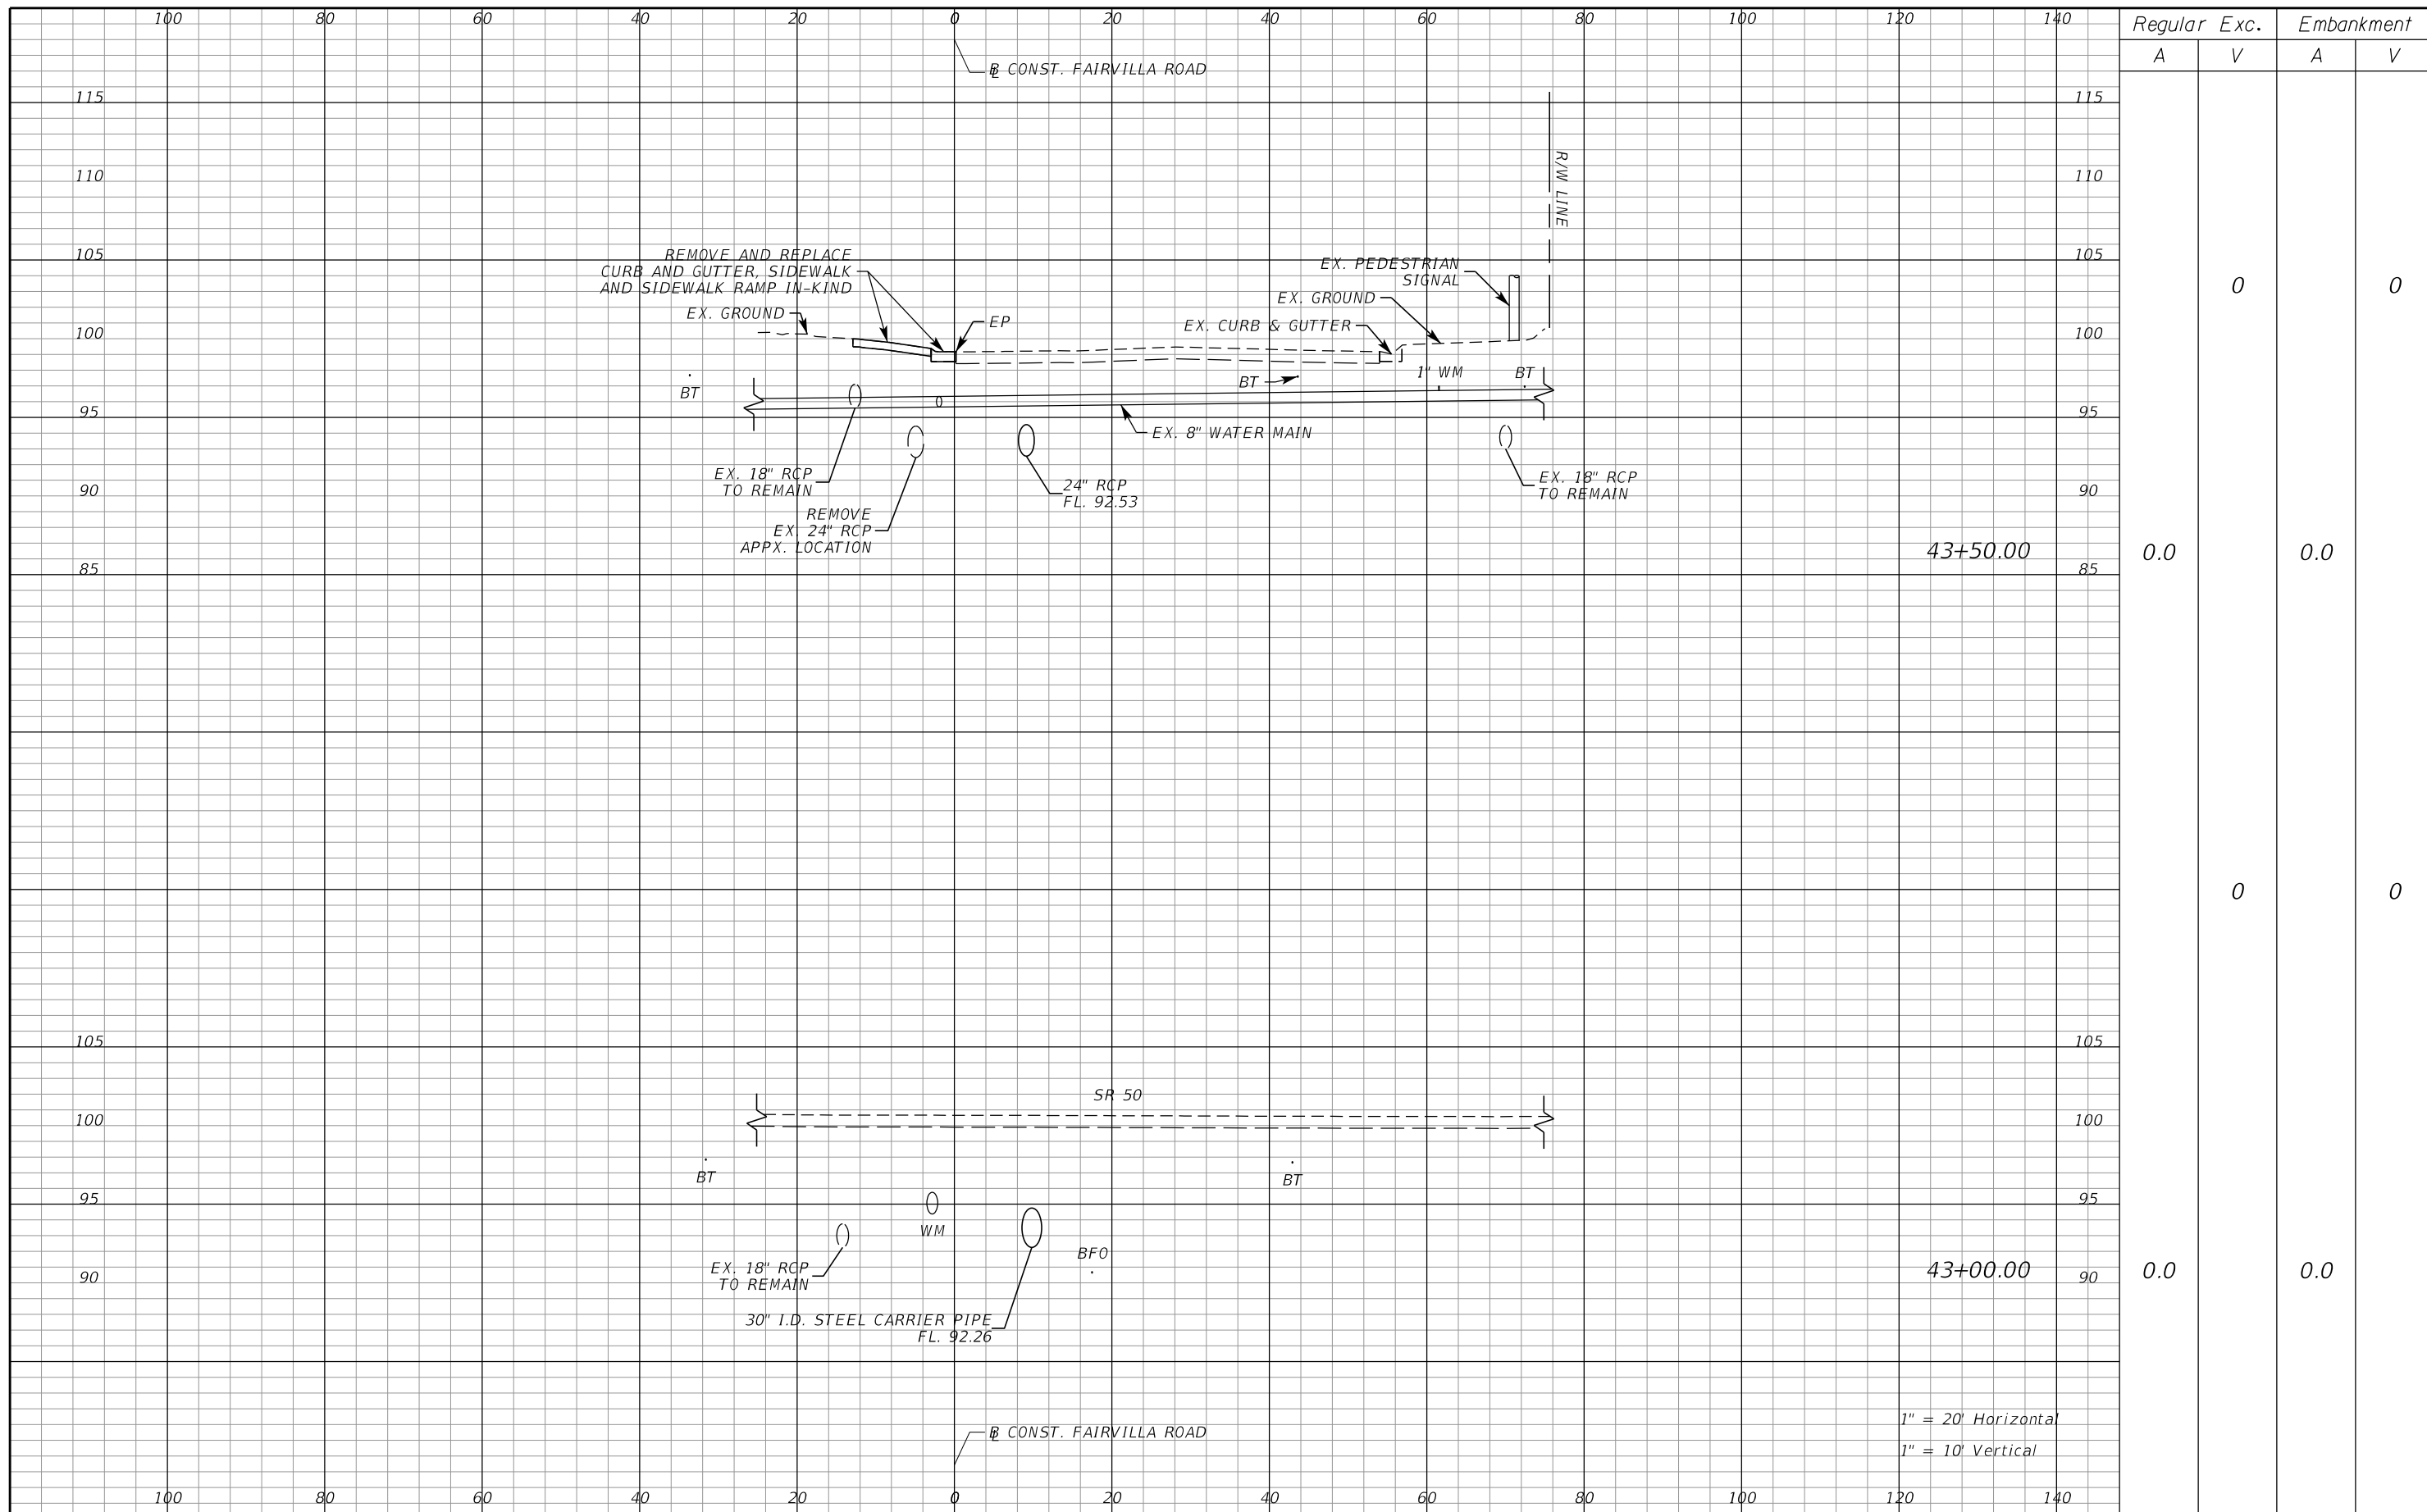 100 80 60 40 20 0 20 40 60 80 100 120 140
Regular Exc. Embankment
A V A V
℄ CONST. FAIRVILLA ROAD
115 115
R/W LINE
110 110
105 105
REMOVE AND REPLACE
CURB AND GUTTER, SIDEWALK
AND SIDEWALK RAMP IN-KIND
EX. PEDESTRIAN
SIGNAL
0 0
EX. GROUND
EX. GROUND
EP
EX. CURB & GUTTER
100 100
BT
BT
1" WM
BT
95 95
EX. 8" WATER MAIN
EX. 18" RCP
TO REMAIN
24" RCP
FL. 92.53
EX. 18" RCP
TO REMAIN
90 90
REMOVE
EX. 24" RCP
APPX. LOCATION
43+50.00 0.0 0.0
85 85
0 0
105 105
SR 50
100 100
BT
BT
95 95
WM
BFO
EX. 18" RCP
TO REMAIN
90 43+00.00 90 0.0 0.0
30" I.D. STEEL CARRIER PIPE
FL. 92.26
1" = 20' Horizontal
℄ CONST. FAIRVILLA ROAD
1" = 10' Vertical
100 80 60 40 20 0 20 40 60 80 100 120 140